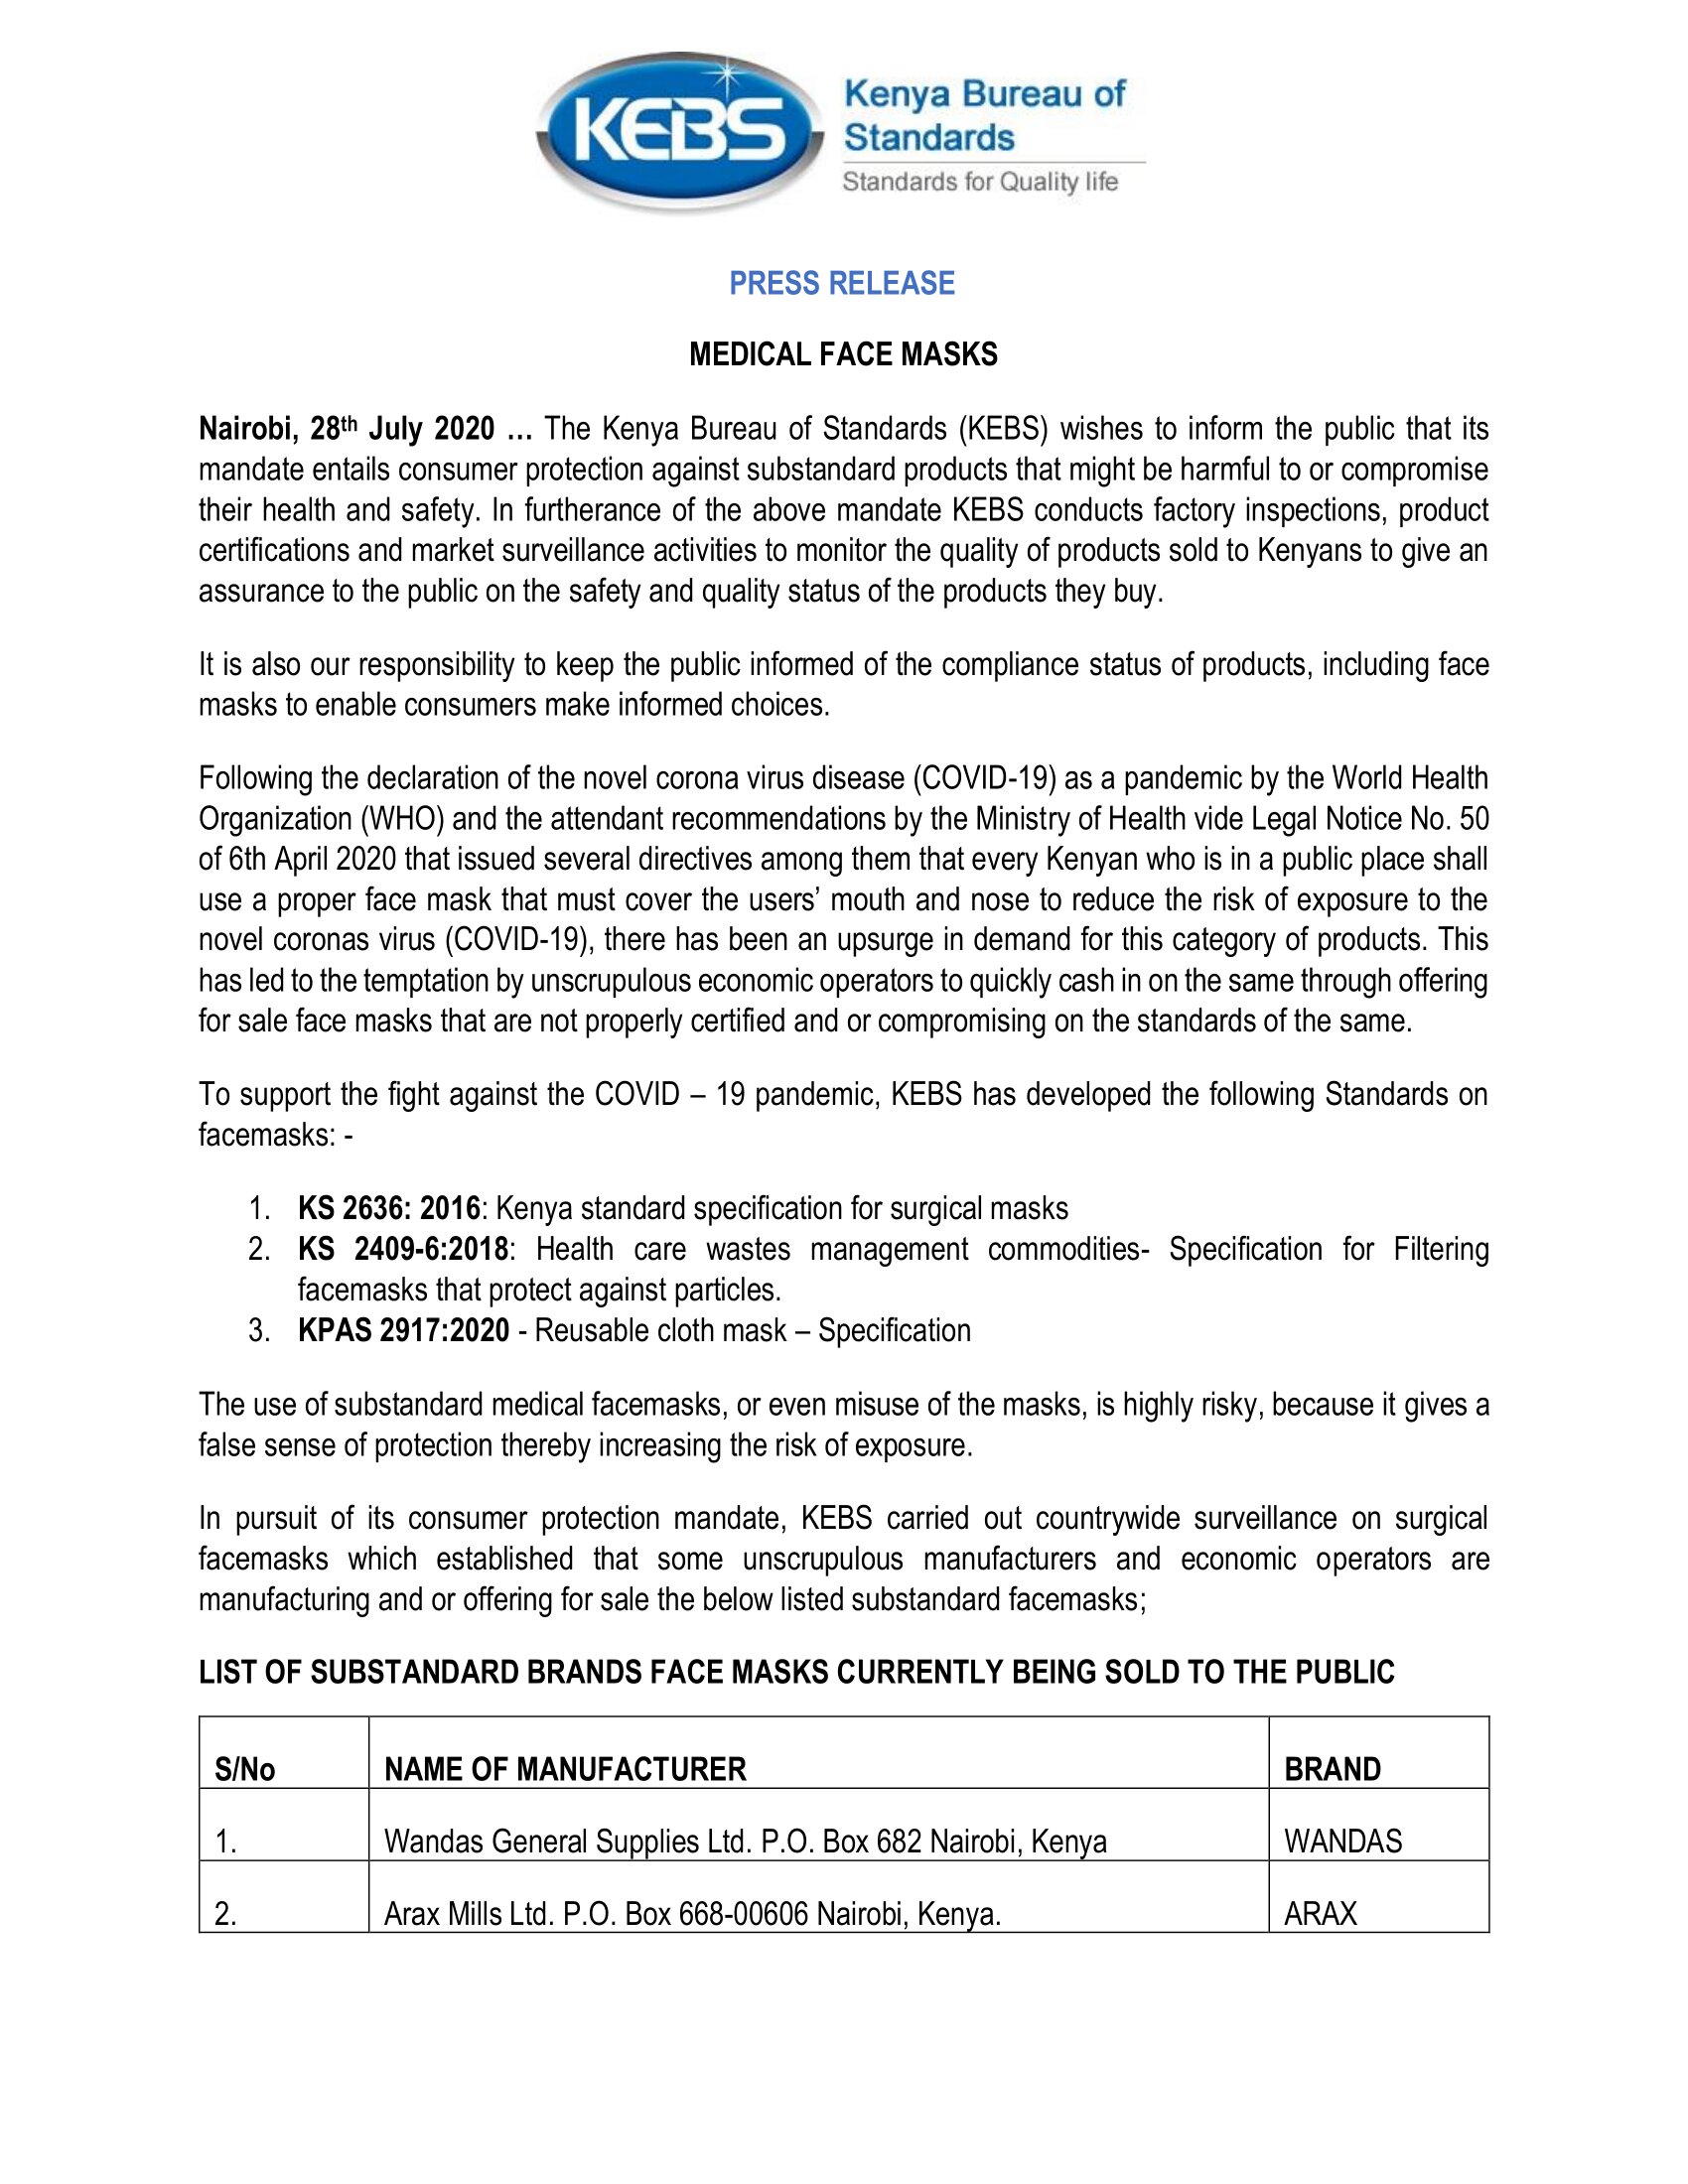 KEBS
Kenya Bureau of
Standards
Standards for Quality life
PRESS RELEASE
MEDICAL FACE MASKS
Nairobi, 28th July 2020 … The Kenya Bureau of Standards (KEBS) wishes to inform the public that its
mandate entails consumer protection against substandard products that might be harmful to or compromise
their health and safety. In furtherance of the above mandate KEBS conducts factory inspections, product
certifications and market surveillance activities to monitor the quality of products sold to Kenyans to give an
assurance to the public on the safety and quality status of the products they buy.
It is also our responsibility to keep the public informed of the compliance status of products, including face
masks to enable consumers make informed choices.
Following the declaration of the novel corona virus disease (COVID-19) as a pandemic by the World Health
Organization (WHO) and the attendant recommendations by the Ministry of Health vide Legal Notice No. 50
of 6th April 2020 that issued several directives among them that every Kenyan who is in a public place shall
use a proper face mask that must cover the users’ mouth and nose to reduce the risk of exposure to the
novel coronas virus (COVID-19), there has been an upsurge in demand for this category of products. This
has led to the temptation by unscrupulous economic operators to quickly cash in on the same through offering
for sale face masks that are not properly certified and or compromising on the standards of the same.
To support the fight against the COVID – 19 pandemic, KEBS has developed the following Standards on
facemasks: -
1. KS 2636: 2016: Kenya standard specification for surgical masks
2. KS 2409-6:2018: Health care wastes management commodities- Specification for Filtering
facemasks that protect against particles.
3. KPAS 2917:2020 - Reusable cloth mask – Specification
The use of substandard medical facemasks, or even misuse of the masks, is highly risky, because it gives a
false sense of protection thereby increasing the risk of exposure.
In pursuit of its consumer protection mandate, KEBS carried out countrywide surveillance on surgical
facemasks which established that some unscrupulous manufacturers and economic operators are
manufacturing and or offering for sale the below listed substandard facemasks;
LIST OF SUBSTANDARD BRANDS FACE MASKS CURRENTLY BEING SOLD TO THE PUBLIC
S/No NAME OF MANUFACTURER BRAND
1. Wandas General Supplies Ltd. P.O. Box 682 Nairobi, Kenya WANDAS
2. Arax Mills Ltd. P.O. Box 668-00606 Nairobi, Kenya. ARAX